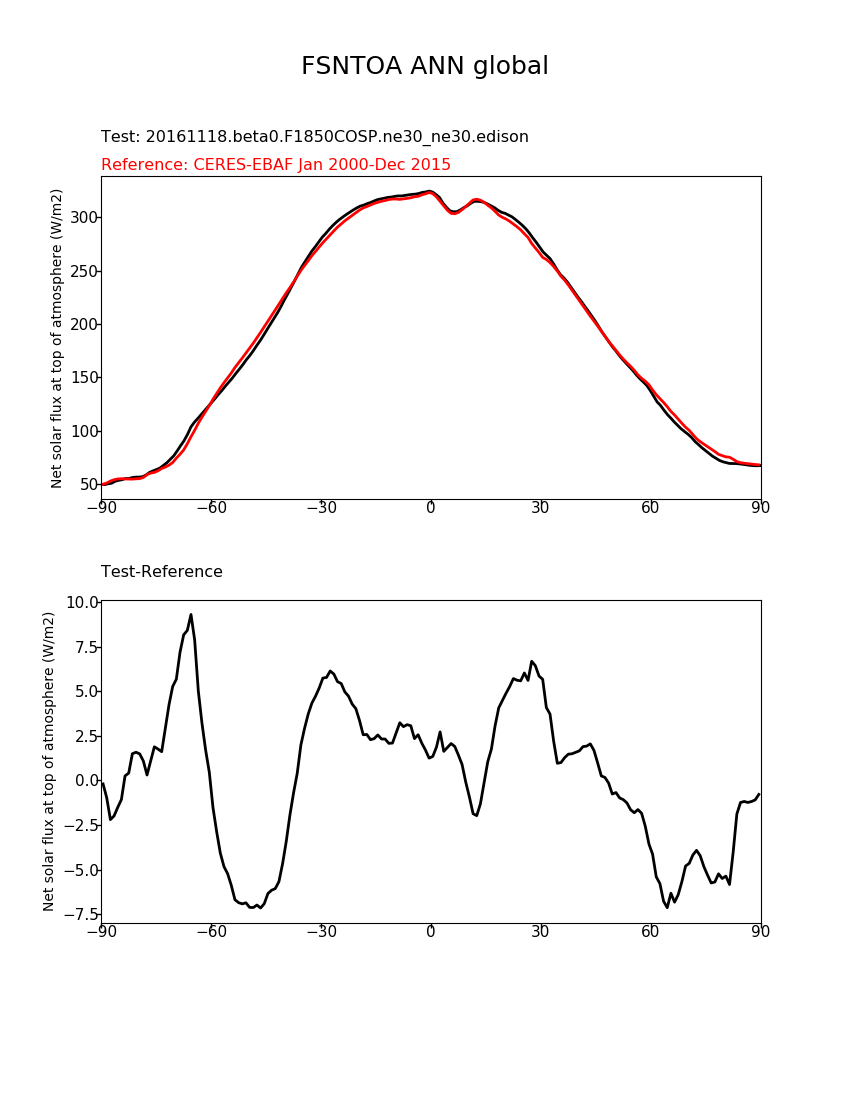 FSNTOA ANN global
Test: 20161118.beta0.F1850COSP.ne30_ne30.edison
Reference: CERES-EBAF Jan 2000-Dec 2015
Net solar flux at top of atmosphere (W/m2)
300
250
200
150
100
50
−90 −60 −30 0 30 60 90
Test-Reference
Net solar flux at top of atmosphere (W/m2)
10.0
7.5
5.0
2.5
0.0
−2.5
−5.0
−7.5
−90 −60 −30 0 30 60 90